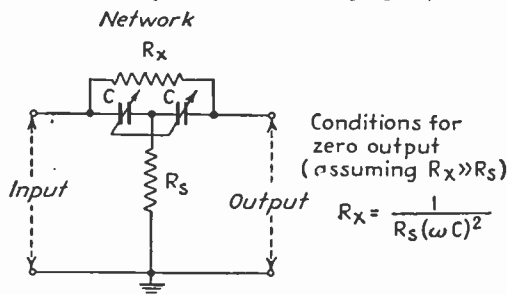 Network
Rx
C C
Rs
Input
Output
Conditions for
zero output
(assuming Rx>>Rs)
Rx = 1 / Rs(ωC)²